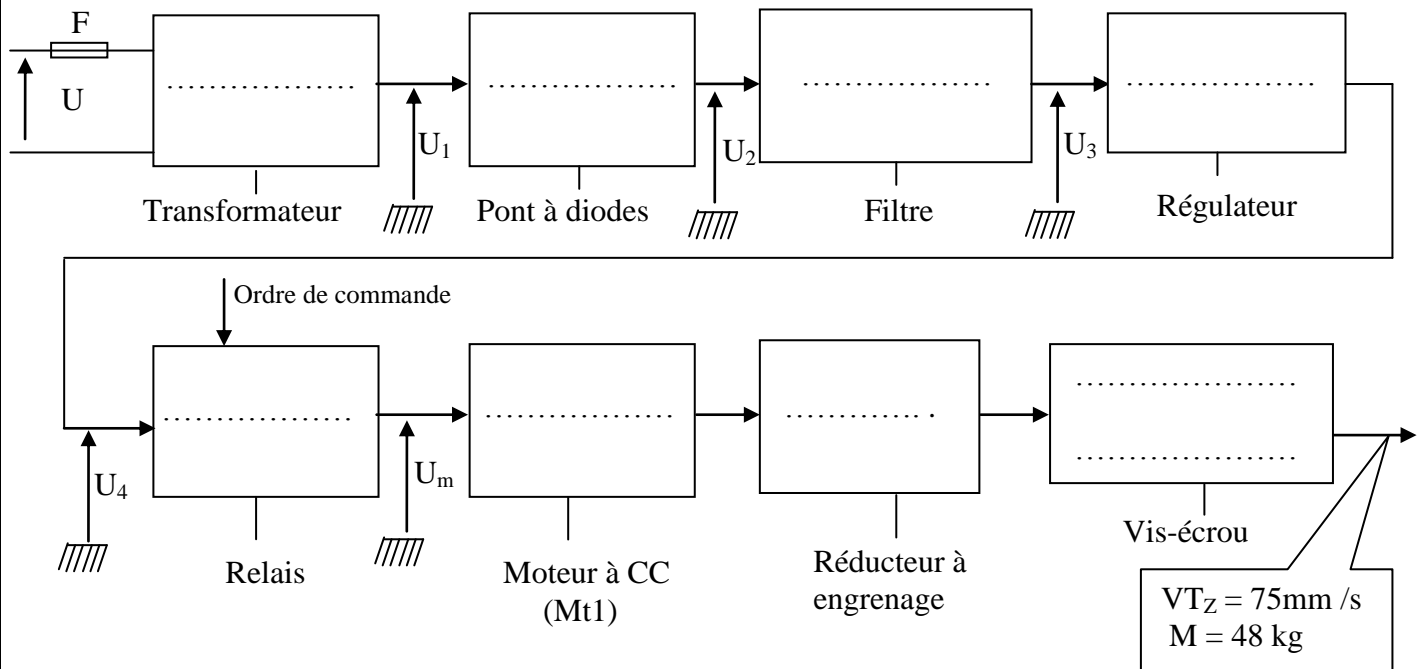 F
U
U₁
U₂
U₃
Transformateur
Pont à diodes
Filtre
Régulateur
Ordre de commande
U₄
Uₘ
Relais
Moteur à CC
(Mt1)
Réducteur à
engrenage
Vis-écrou
VT_Z = 75mm /s
M = 48 kg